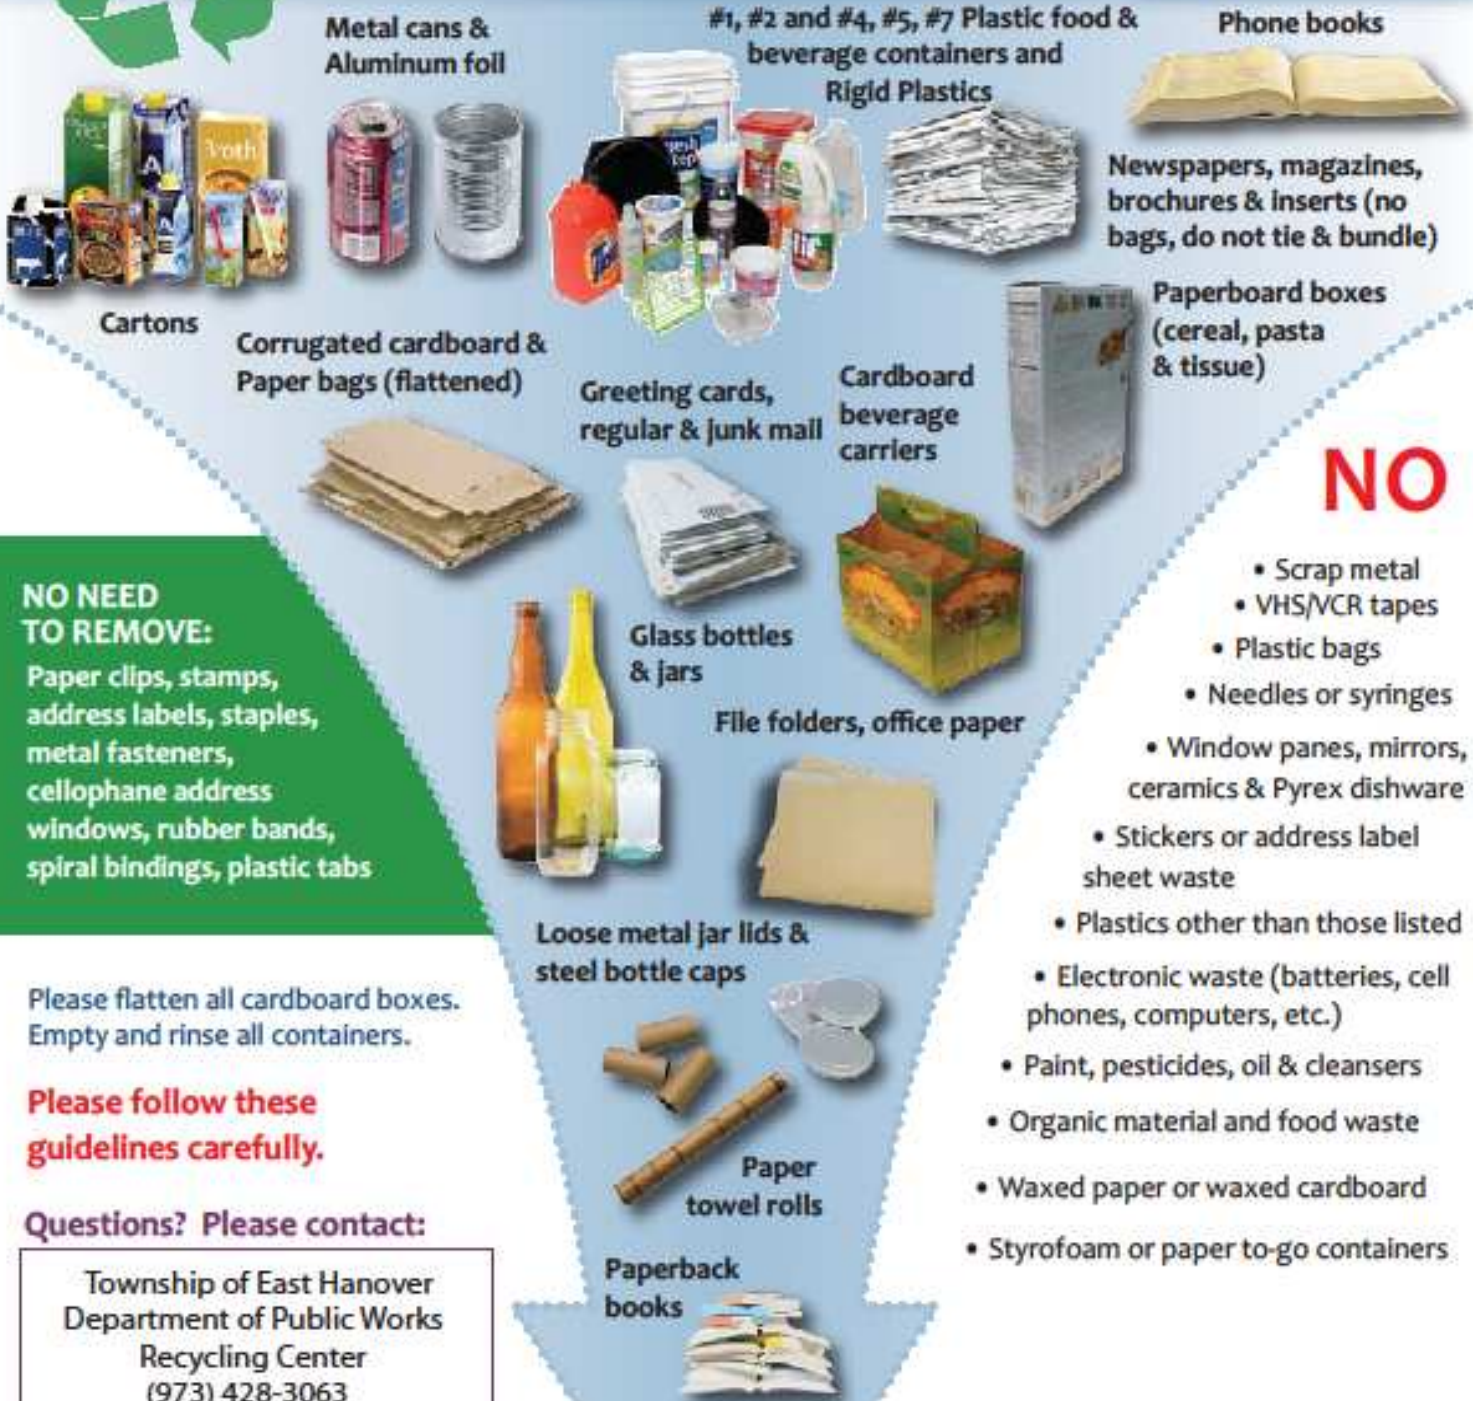 Metal cans &
Aluminum foil
#1, #2 and #4, #5, #7 Plastic food &
beverage containers and
Rigid Plastics
Phone books
Newspapers, magazines,
brochures & inserts (no
bags, do not tie & bundle)
Cartons
Corrugated cardboard &
Paper bags (flattened)
Greeting cards,
regular & junk mail
Cardboard
beverage
carriers
Paperboard boxes
(cereal, pasta
& tissue)
NO NEED
TO REMOVE:
Paper clips, stamps,
address labels, staples,
metal fasteners,
cellophane address
windows, rubber bands,
spiral bindings, plastic tabs
Glass bottles
& jars
File folders, office paper
Loose metal jar lids &
steel bottle caps
Paper
towel rolls
Paperback
books
NO
• Scrap metal
• VHS/VCR tapes
• Plastic bags
• Needles or syringes
• Window panes, mirrors,
ceramics & Pyrex dishware
• Stickers or address label
sheet waste
• Plastics other than those listed
• Electronic waste (batteries, cell
phones, computers, etc.)
• Paint, pesticides, oil & cleansers
• Organic material and food waste
• Waxed paper or waxed cardboard
• Styrofoam or paper to-go containers
Please flatten all cardboard boxes.
Empty and rinse all containers.
Please follow these
guidelines carefully.
Questions? Please contact:
Township of East Hanover
Department of Public Works
Recycling Center
(973) 428-3063